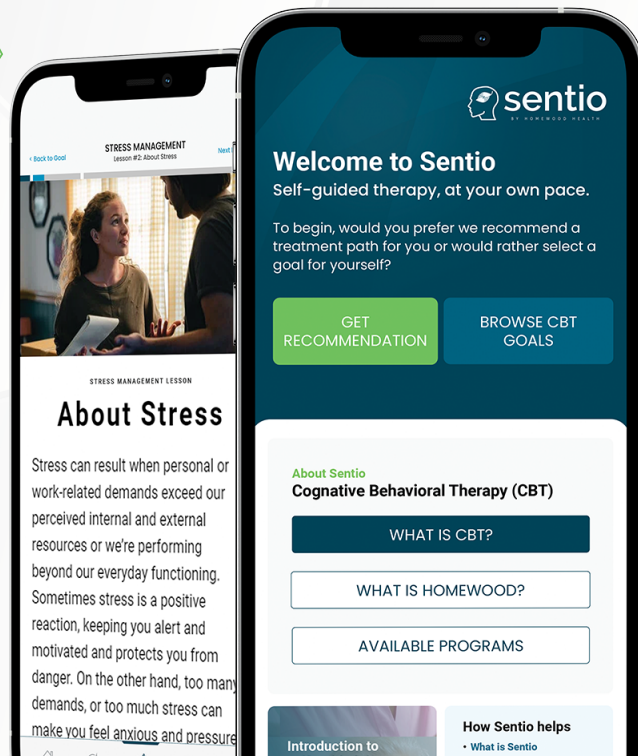 < Back to Goal
STRESS MANAGEMENT
Lesson #2: About Stress
Next
STRESS MANAGEMENT LESSON
About Stress
Stress can result when personal or
work-related demands exceed our
perceived internal and external
resources or we're performing
beyond our everyday functioning.
Sometimes stress is a positive
reaction, keeping you alert and
motivated and protects you from
danger. On the other hand, too many
demands, or too much stress can
make you feel anxious and pressure
sentio
BY HOMEWOOD HEALTH
Welcome to Sentio
Self-guided therapy, at your own pace.
To begin, would you prefer we recommend a
treatment path for you or would rather select a
goal for yourself?
GET
RECOMMENDATION
BROWSE CBT
GOALS
About Sentio
Cognative Behavioral Therapy (CBT)
WHAT IS CBT?
WHAT IS HOMEWOOD?
AVAILABLE PROGRAMS
Introduction to
How Sentio helps
• What is Sentio